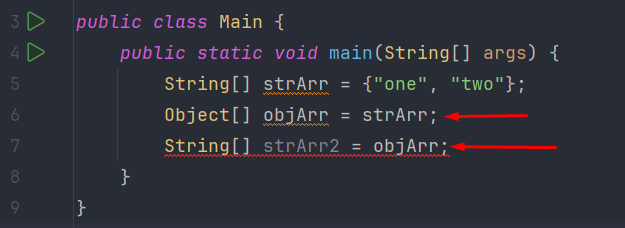 3 public class Main {
4 public static void main(String[] args) {
5 String[] strArr = {"one", "two"};
6 Object[] objArr = strArr;
7 String[] strArr2 = objArr;
8 }
9 }